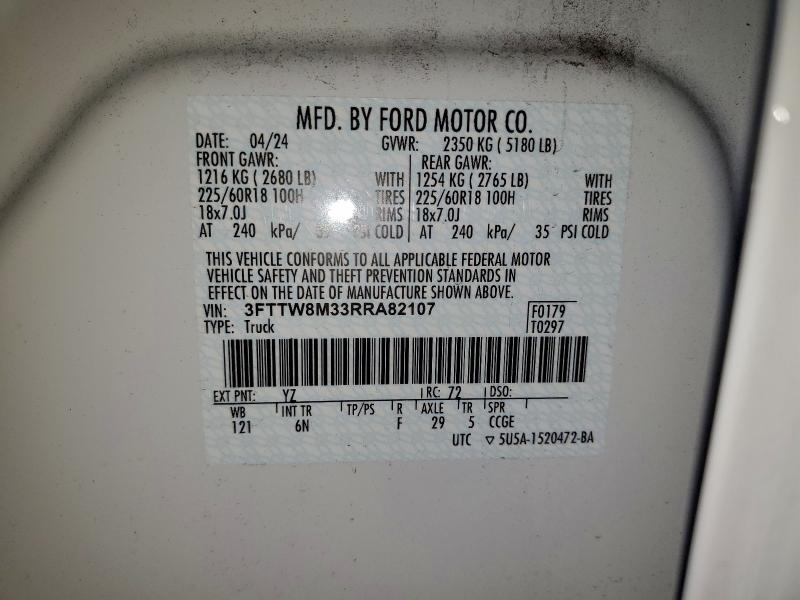 MFD. BY FORD MOTOR CO.
DATE: 04/24 GVWR: 2350 KG ( 5180 LB)
FRONT GAWR: REAR GAWR:
1216 KG ( 2680 LB) WITH 1254 KG ( 2765 LB) WITH
225/60R18 100H TIRES 225/60R18 100H TIRES
18x7.0J RIMS 18x7.0J RIMS
AT 240 kPa/ 35 PSI COLD AT 240 kPa/ 35 PSI COLD
THIS VEHICLE CONFORMS TO ALL APPLICABLE FEDERAL MOTOR
VEHICLE SAFETY AND THEFT PREVENTION STANDARDS IN
EFFECT ON THE DATE OF MANUFACTURE SHOWN ABOVE.
VIN: 3FTTW8M33RRA82107 F0179
TYPE: Truck T0297
EXT PNT: YZ RC: 72 DSO:
WB INT TR TP/PS R AXLE TR SPR
121 6N F 29 5 CCGE
UTC ▽ 5U5A-1520472-BA